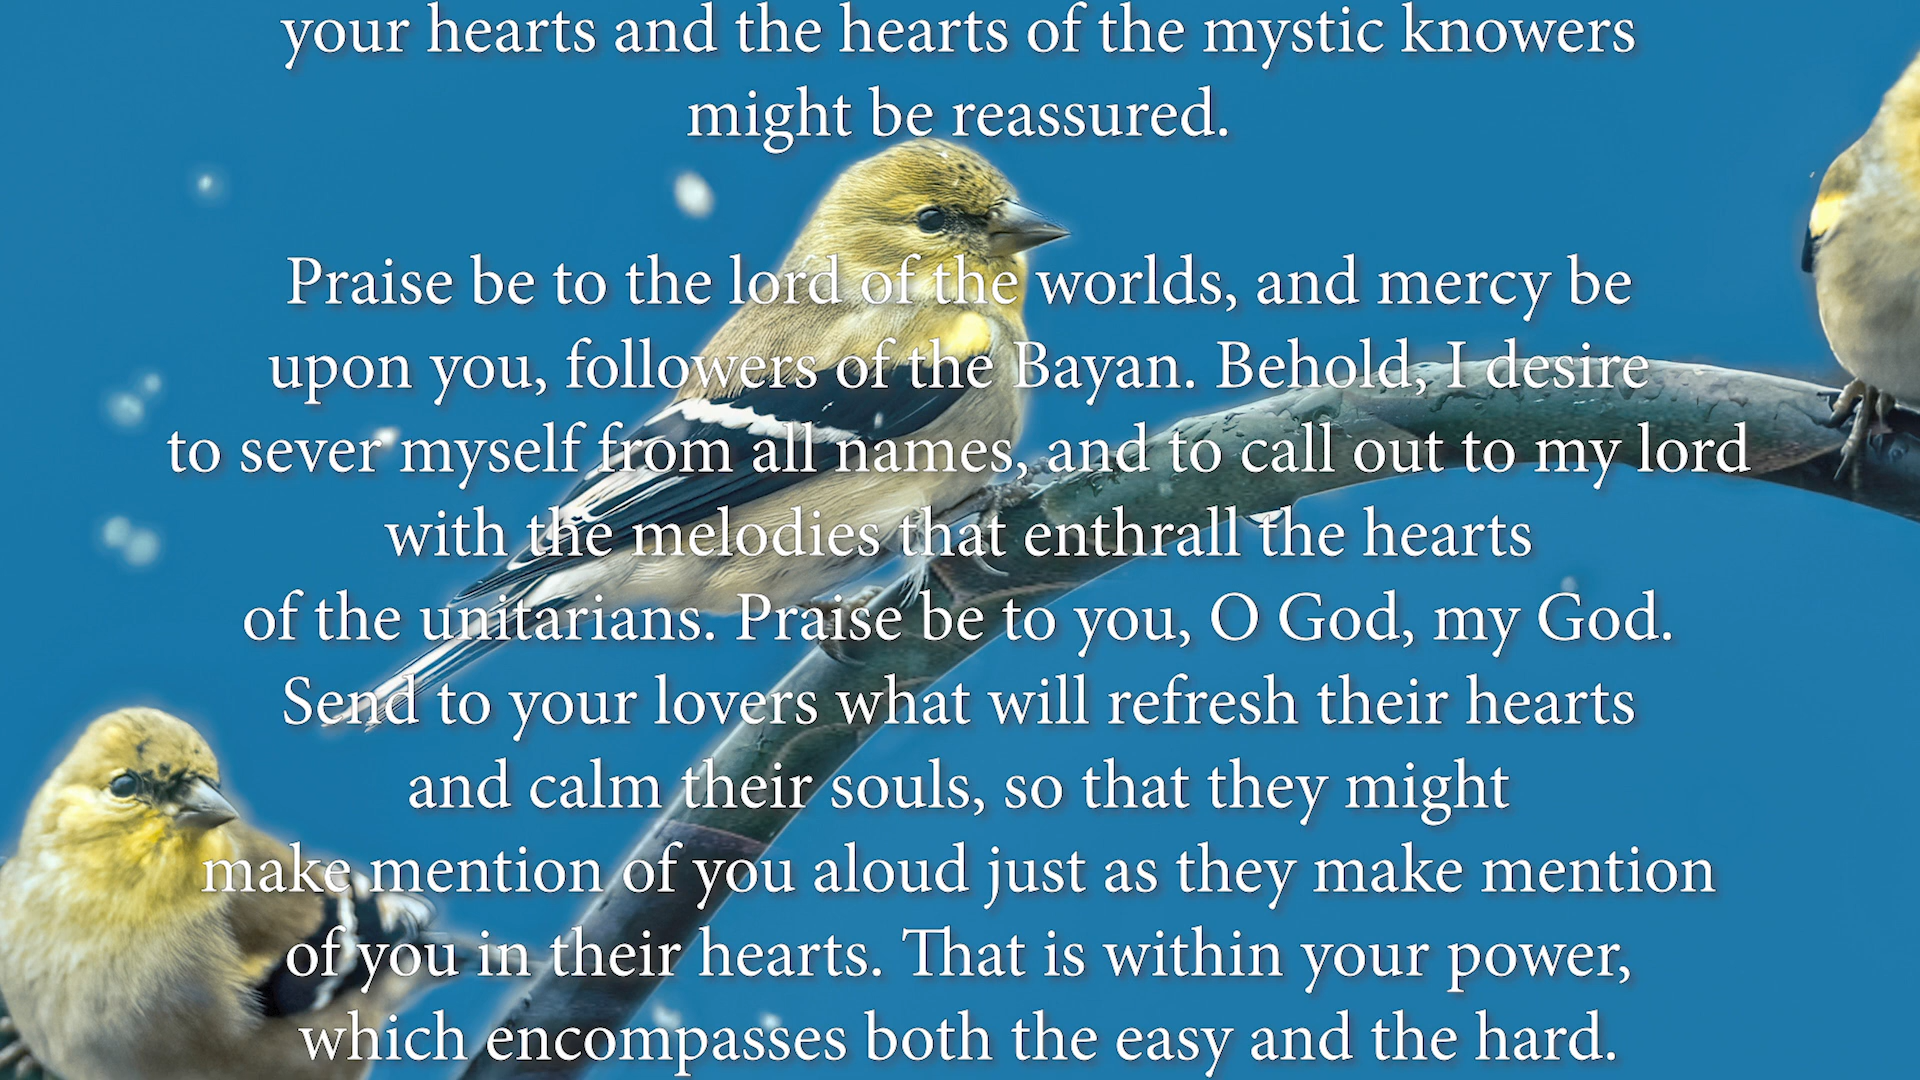 your hearts and the hearts of the mystic knowers
might be reassured.
Praise be to the lord of the worlds, and mercy be
upon you, followers of the Bayan. Behold, I desire
to sever myself from all names, and to call out to my lord
with the melodies that enthrall the hearts
of the unitarians. Praise be to you, O God, my God.
Send to your lovers what will refresh their hearts
and calm their souls, so that they might
make mention of you aloud just as they make mention
of you in their hearts. That is within your power,
which encompasses both the easy and the hard.